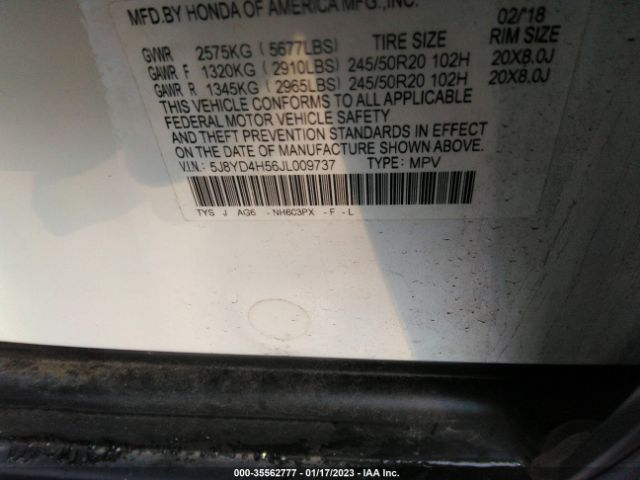 MFD.BY HONDA OF AMERICA MFG.,INC. 02/'18
GVWR 2575KG (5677LBS) TIRE SIZE RIM SIZE
GAWR F 1320KG (2910LBS) 245/50R20 102H 20X8.0J
GAWR R 1345KG (2965LBS) 245/50R20 102H 20X8.0J
THIS VEHICLE CONFORMS TO ALL APPLICABLE
FEDERAL MOTOR VEHICLE SAFETY
AND THEFT PREVENTION STANDARDS IN EFFECT
ON THE DATE OF MANUFACTURE SHOWN ABOVE.
V.I.N.: 5J8YD4H56JL009737 TYPE: MPV
TYS J AG6 - NH603PX - F - L
000-35562777 - 01/17/2023 - IAA Inc.